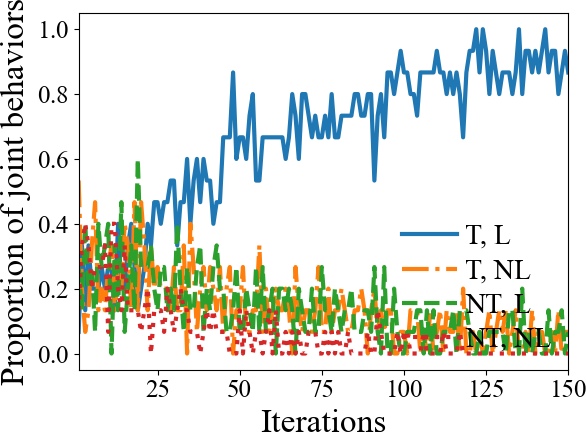 Proportion of joint behaviors
1.0
0.8
0.6
0.4
0.2
0.0
T, L
T, NL
NT, L
NT, NL
25 50 75 100 125 150
Iterations